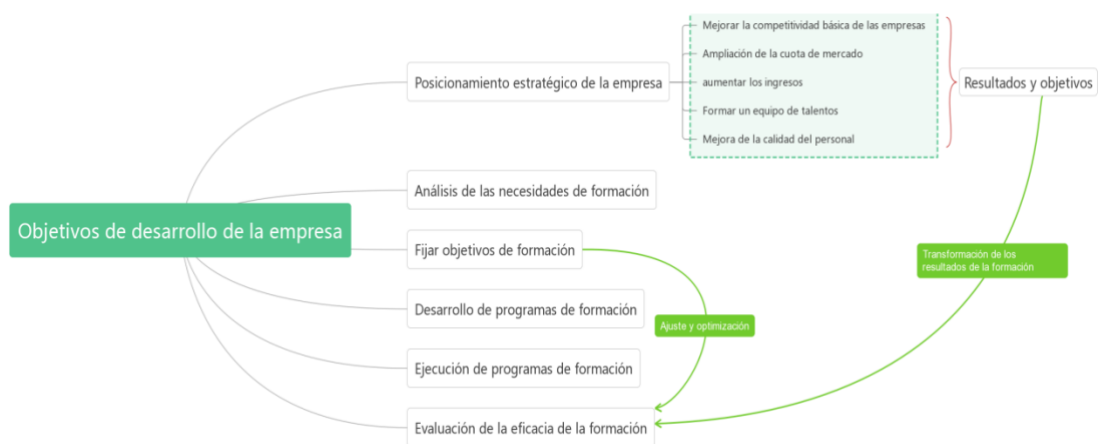 Mejorar la competitividad básica de las empresas
Ampliación de la cuota de mercado
Posicionamiento estratégico de la empresa
aumentar los ingresos
Resultados y objetivos
Formar un equipo de talentos
Mejora de la calidad del personal
Análisis de las necesidades de formación
Objetivos de desarrollo de la empresa
Fijar objetivos de formación
Transformación de los
resultados de la formación
Desarrollo de programas de formación
Ajuste y optimización
Ejecución de programas de formación
Evaluación de la eficacia de la formación